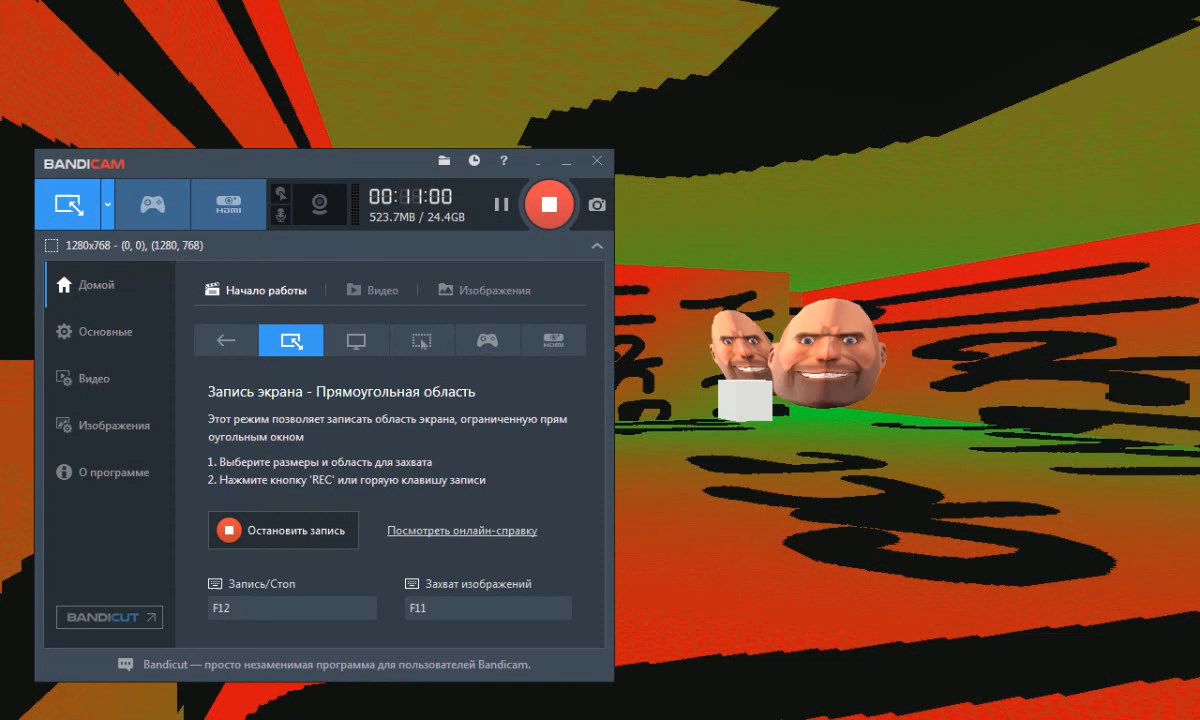 BANDICAM
?
HDMI
00:11:00
523.7MB / 24.4GB
1280x768 - (0, 0), (1280, 768)
Домой
Основные
Видео
Изображения
О программе
BANDICUT
Начало работы
Видео
Изображения
HDMI
Запись экрана - Прямоугольная область
Этот режим позволяет записать область экрана, ограниченную прям
оугольным окном
1. Выберите размеры и область для захвата
2. Нажмите кнопку 'REC' или горяую клавишу записи
Остановить запись
Посмотреть онлайн-справку
Запись/Стоп
Захват изображений
F12
F11
Bandicut — просто незаменимая программа для пользователей Bandicam.